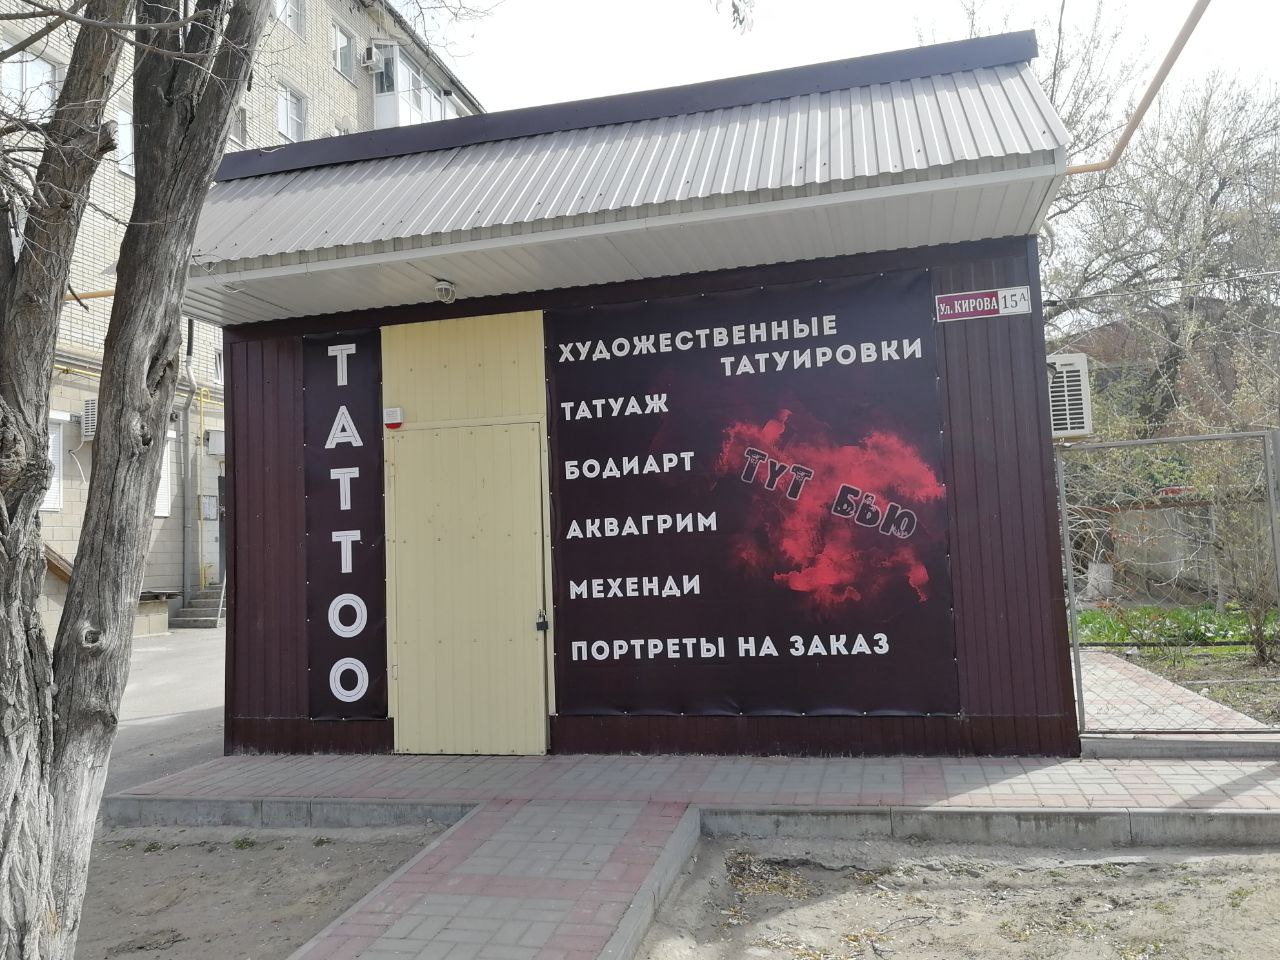 TATTOO
ХУДОЖЕСТВЕННЫЕ
ТАТУИРОВКИ
ТАТУАЖ
БОДИАРТ
АКВАГРИМ
МЕХЕНДИ
ПОРТРЕТЫ НА ЗАКАЗ
ТУТ БЬЮ
Ул. КИРОВА 15А